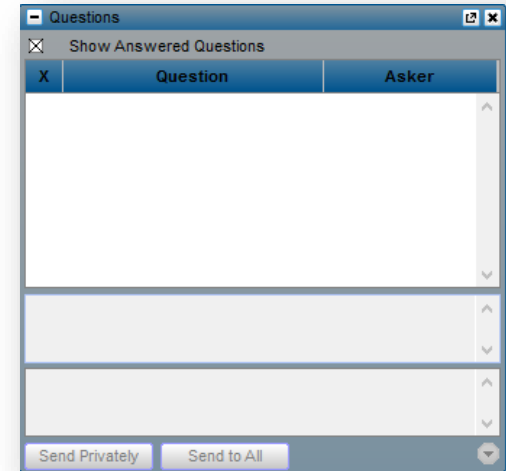 Questions
Show Answered Questions
X Question Asker
Send Privately Send to All